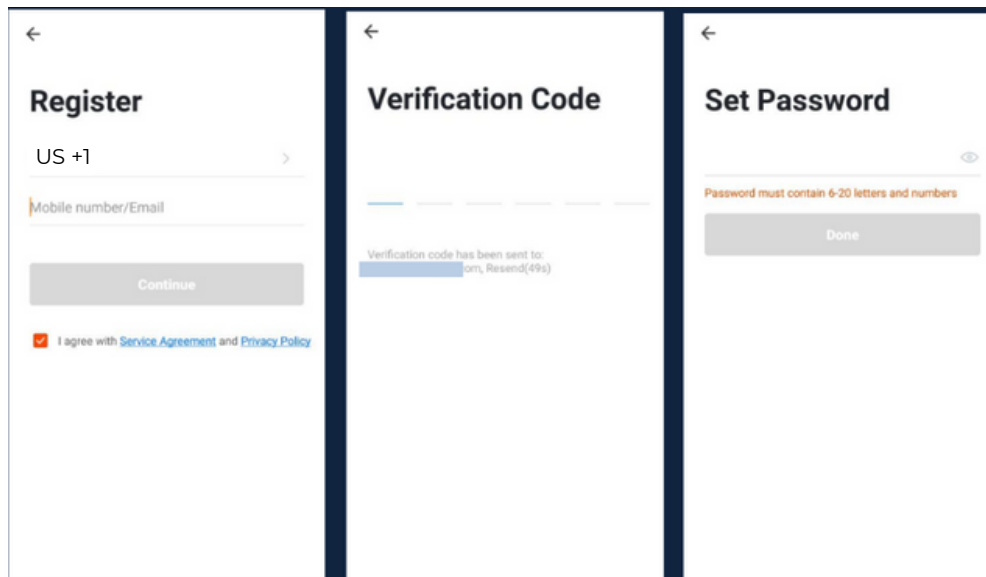 Register
US +1
Mobile number/Email
Continue
I agree with Service Agreement and Privacy Policy
Verification Code
Verification code has been sent to:
om, Resend(49s)
Set Password
Password must contain 6-20 letters and numbers
Done